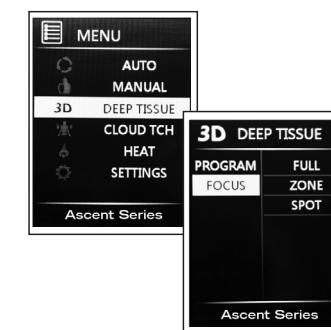 MENU
AUTO
MANUAL
3D DEEP TISSUE
CLOUD TCH
HEAT
SETTINGS
Ascent Series
3D DEEP TISSUE
PROGRAM FULL
FOCUS ZONE
SPOT
Ascent Series